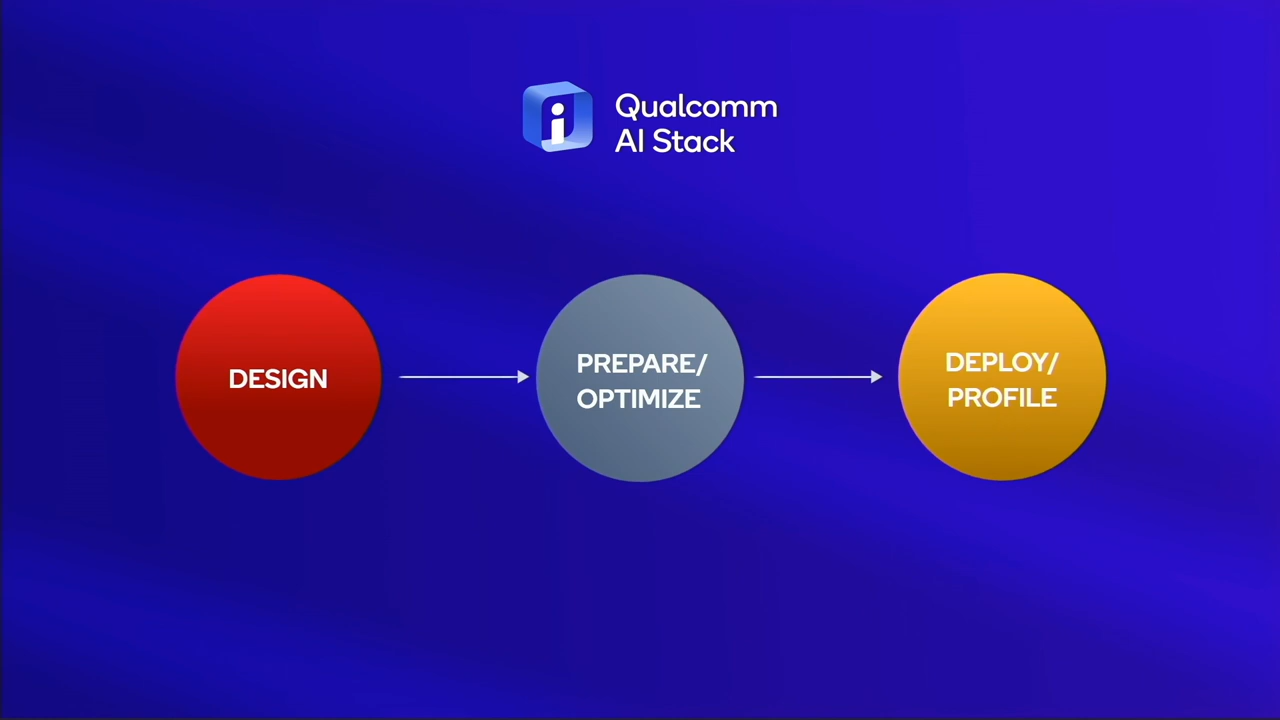 Qualcomm
AI Stack
DESIGN
PREPARE/
OPTIMIZE
DEPLOY/
PROFILE